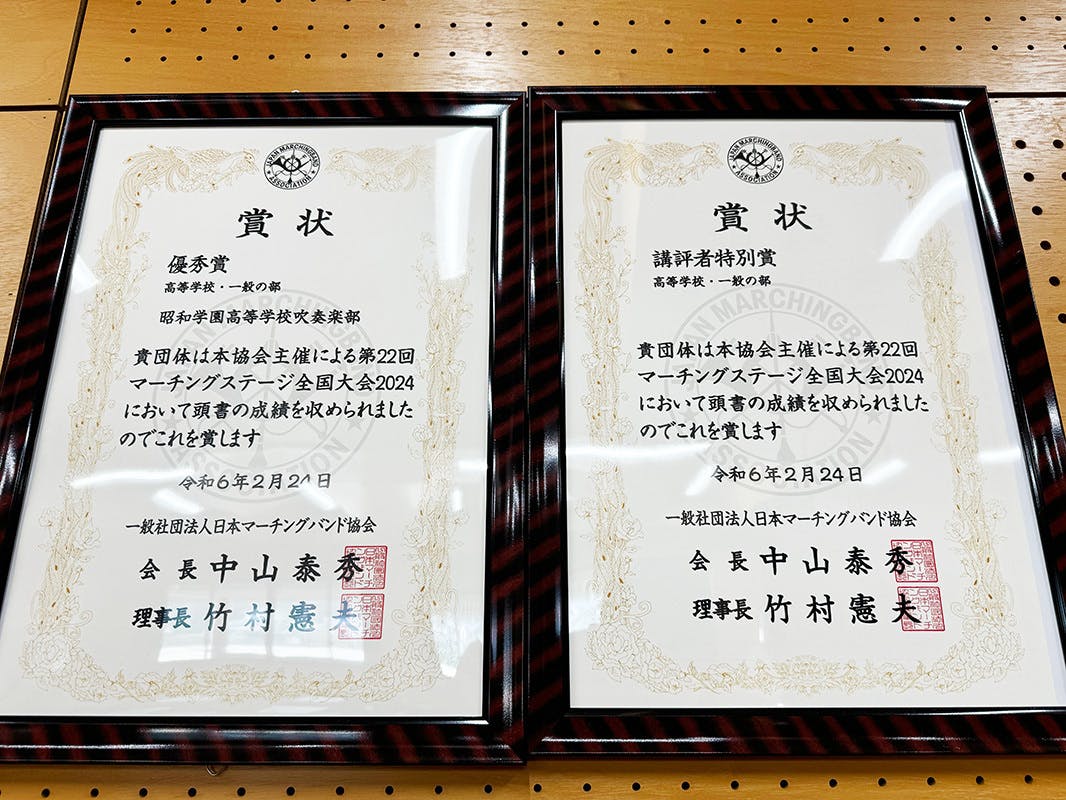 JAPAN MARCHINGBAND ASSOCIATION
賞状
優秀賞
高等学校・一般の部
昭和学園高等学校吹奏楽部
貴団体は本協会主催による第22回
マーチングステージ全国大会2024
において頭書の成績を収められました
のでこれを賞します
令和6年2月24日
一般社団法人日本マーチングバンド協会
会長 中山泰秀
理事長 竹村憲夫
JAPAN MARCHINGBAND ASSOCIATION
賞状
講評者特別賞
高等学校・一般の部
貴団体は本協会主催による第22回
マーチングステージ全国大会2024
において頭書の成績を収められました
のでこれを賞します
令和6年2月24日
一般社団法人日本マーチングバンド協会
会長 中山泰秀
理事長 竹村憲夫